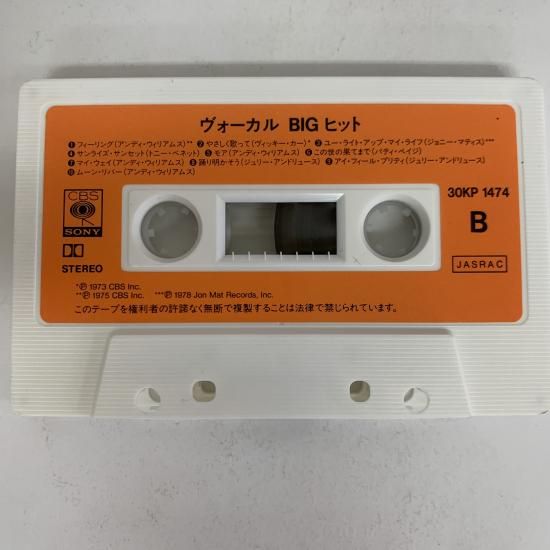 ヴォーカル BIG ヒット
❶フィーリング(アンディ・ウィリアムス)** ❷やさしく歌って(ヴィッキー・カー)* ❸ユー・ライト・アップ・マイ・ライフ(ジョニー・マティス)***
❹サンライズ・サンセット(トニー・ベネット) ❺モア(アンディ・ウィリアムス) ❻この世の果てまで(パティ・ペイジ)
❼マイ・ウェイ(アンディ・ウィリアムス) ❽踊り明かそう(ジュリー・アンドリュース) ❾アイ・フィール・プリティ(ジュリー・アンドリュース)
❿ムーン・リバー(アンディ・ウィリアムス)
CBS
SONY
STEREO
30KP 1474
B
JASRAC
*Ⓟ1973 CBS Inc.
**Ⓟ1975 CBS Inc. ***Ⓟ1978 Jon Mat Records, Inc.
このテープを権利者の許諾なく無断で複製することは法律で禁じられています。